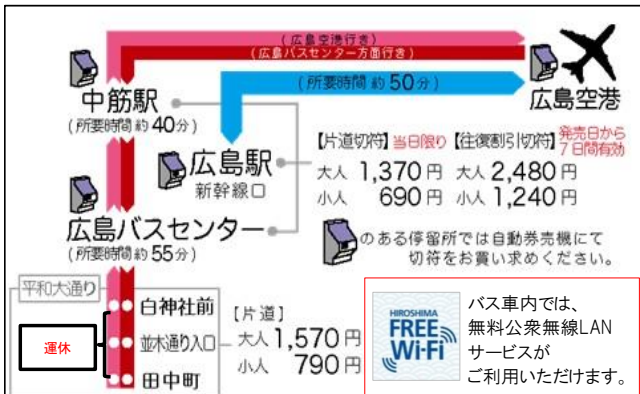 (広島空港行き)
(広島バスセンター方面行き)
(所要時間 約50分)
中筋駅
(所要時間 約40分)
広島空港
広島駅
新幹線口
【片道切符】当日限り
大人 1,370円
小人 690円
【往復割引切符】発売日から7日間有効
大人 2,480円
小人 1,240円
広島バスセンター
(所要時間 約55分)
のある停留所では自動券売機にて
切符をお買い求めください。
平和大通り
白神社前
並木通り入口
田中町
運休
【片道】
大人 1,570円
小人 790円
HIROSHIMA
FREE
Wi-Fi
バス車内では、
無料公衆無線LAN
サービスが
ご利用いただけます。